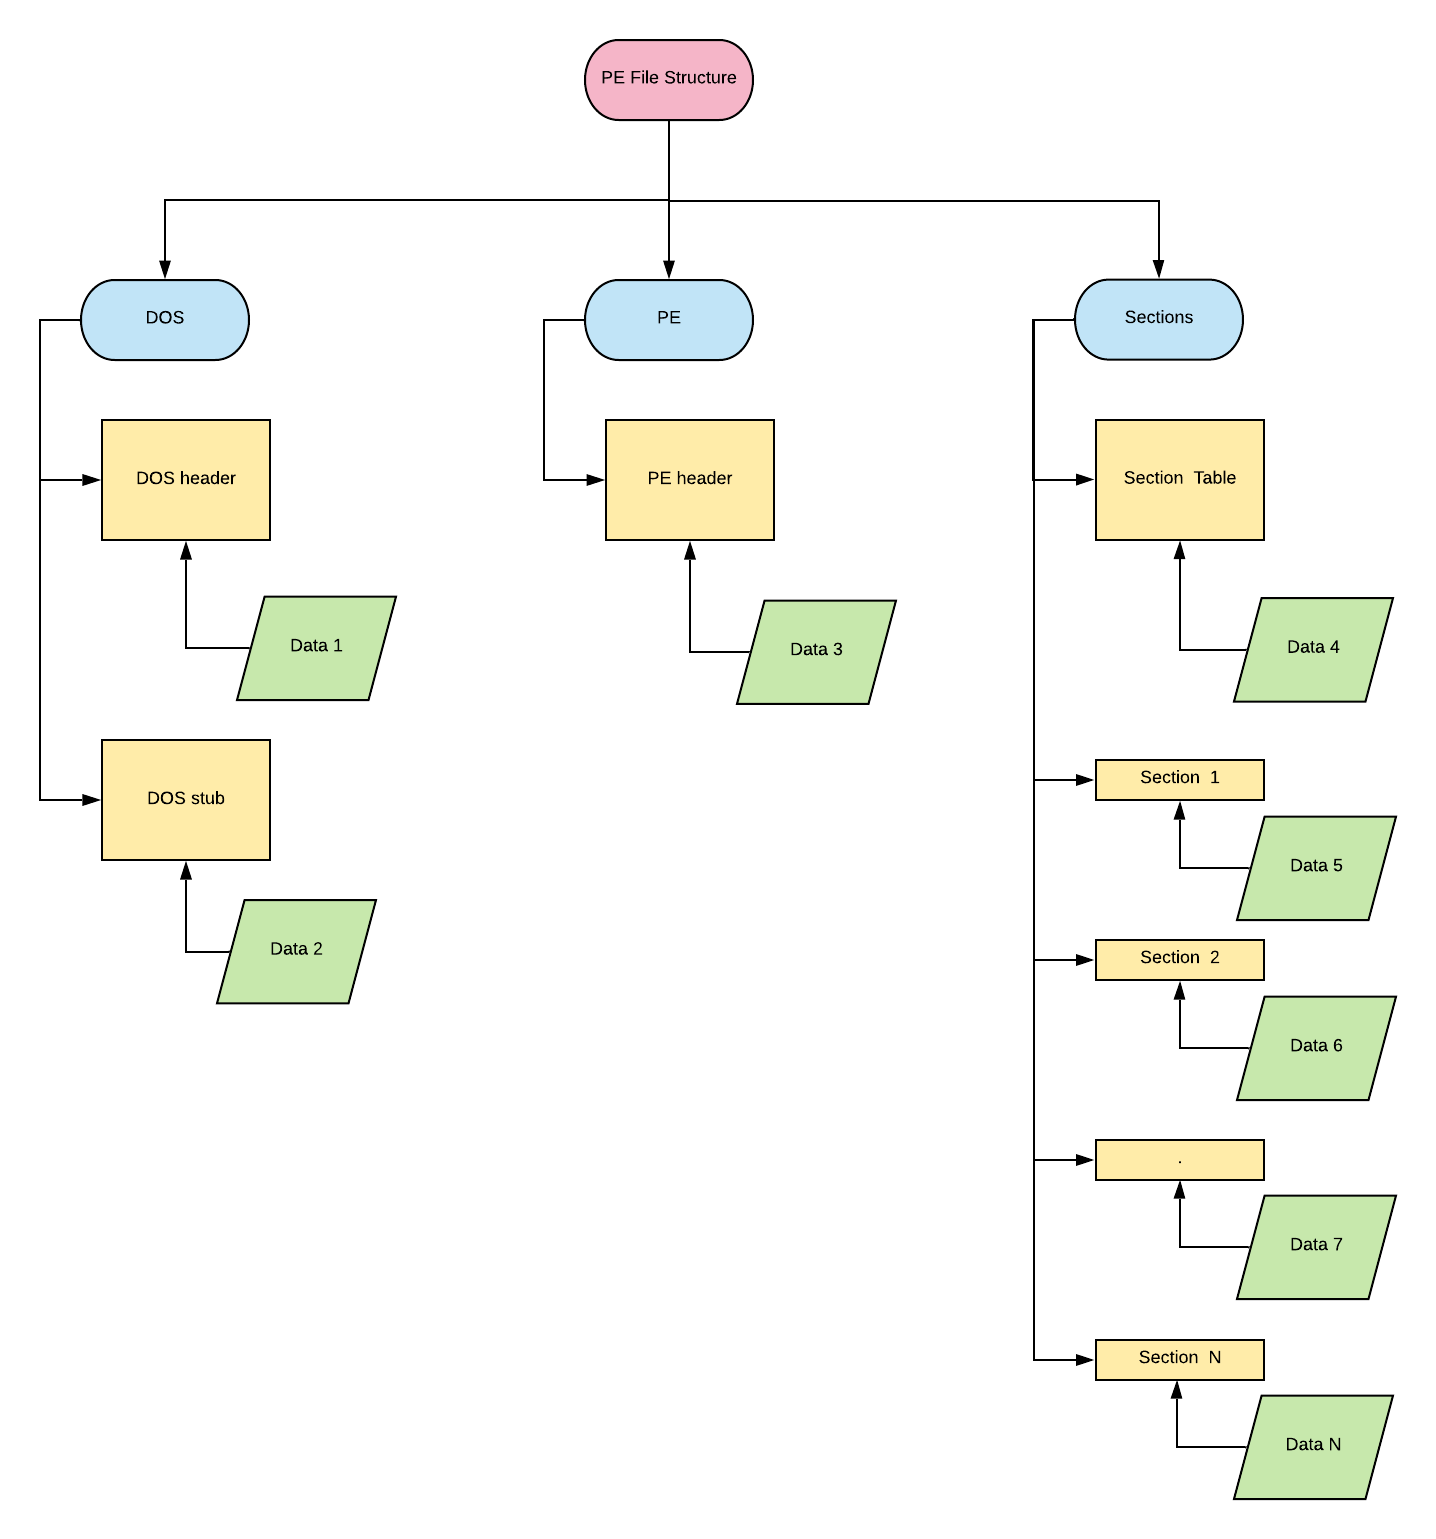 PE File Structure
DOS
PE
Sections
DOS header
PE header
Section Table
Data 1
Data 3
Data 4
DOS stub
Section 1
Data 5
Data 2
Section 2
Data 6
.
Data 7
Section N
Data N